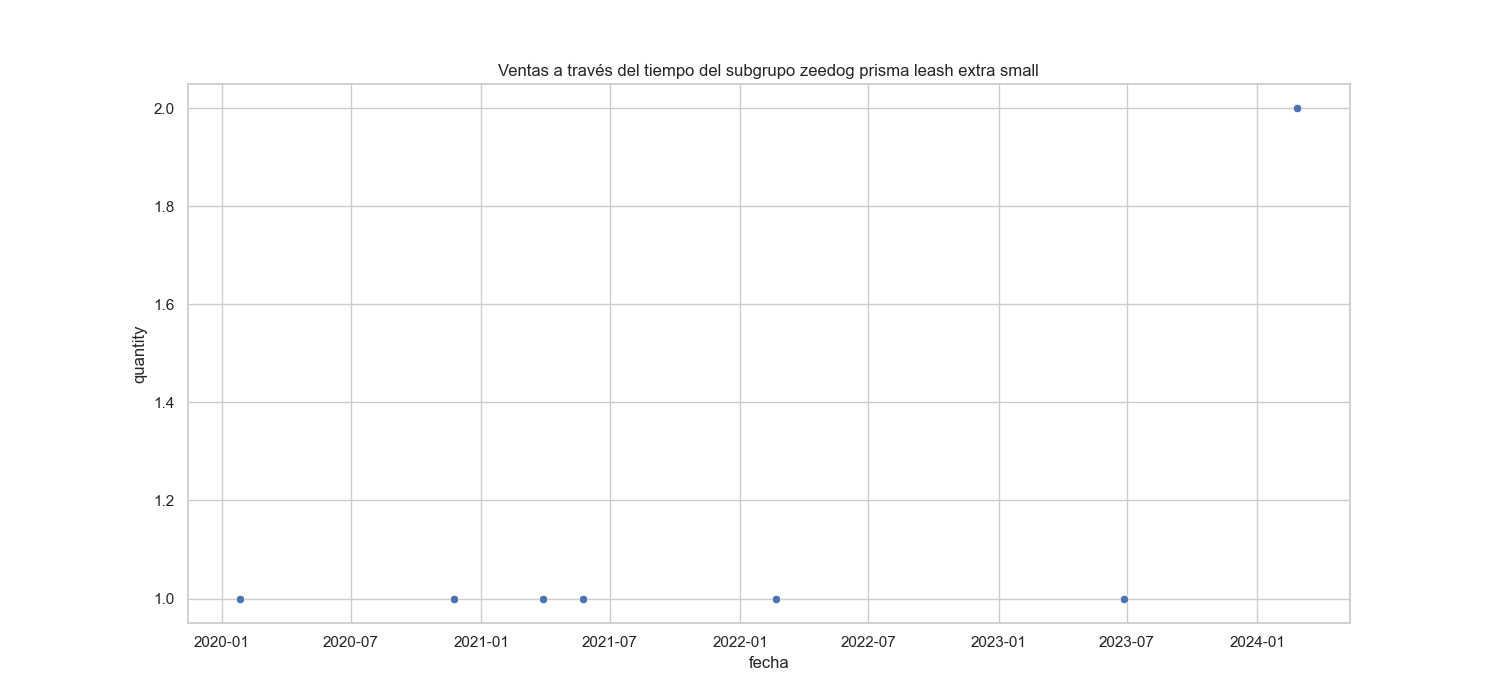 Ventas a través del tiempo del subgrupo zeedog prisma leash extra small
2.0
1.8
1.6
1.4
1.2
1.0
quantity
2020-01 2020-07 2021-01 2021-07 2022-01 2022-07 2023-01 2023-07 2024-01
fecha